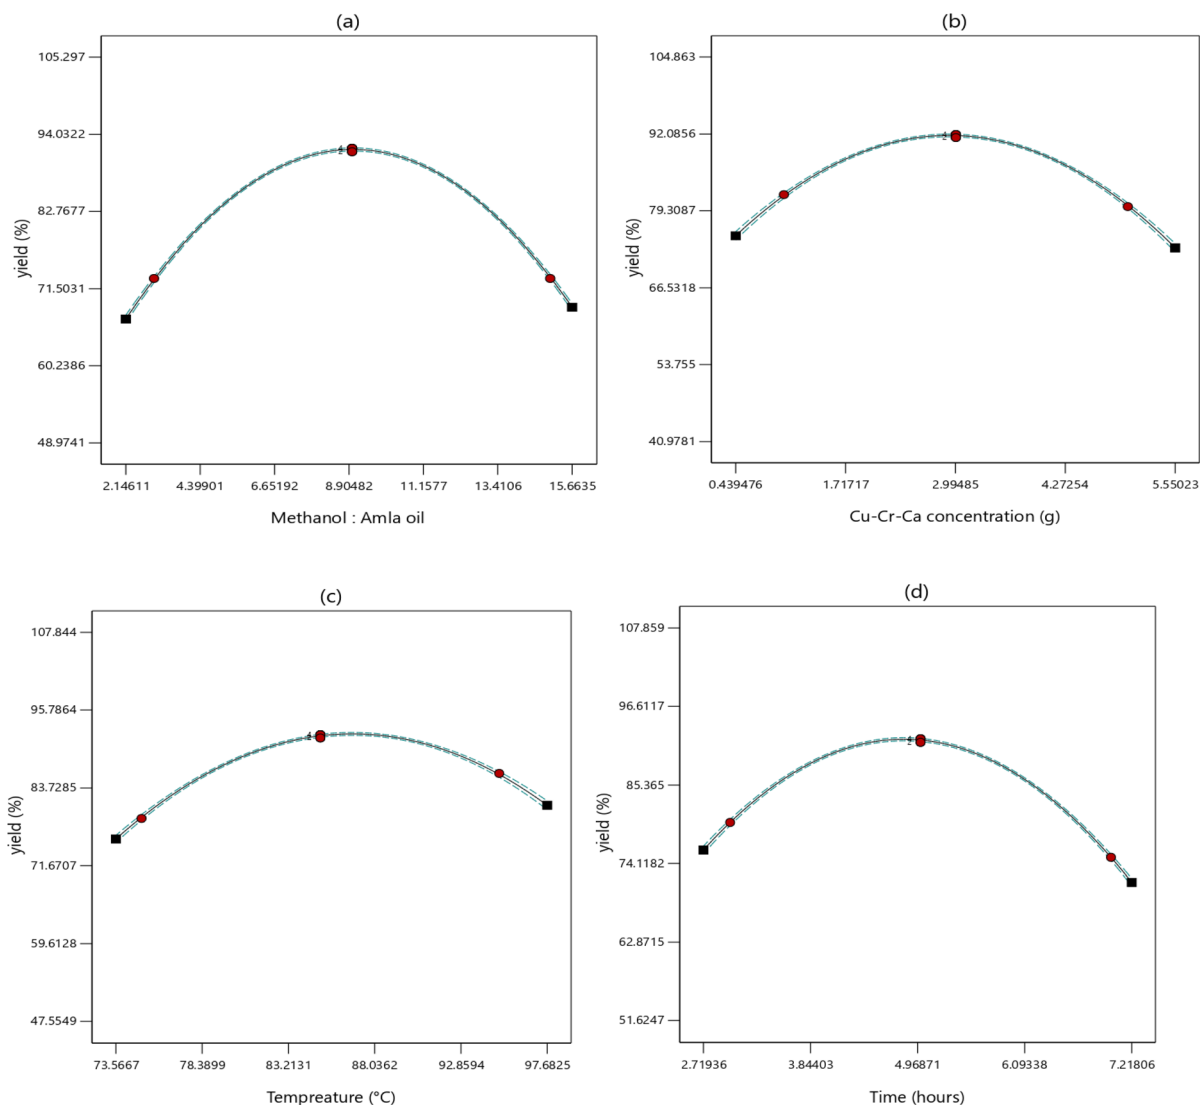 (a)
105.297
94.0322
82.7677
71.5031
60.2386
48.9741
yield (%)
2.14611 4.39901 6.65192 8.90482 11.1577 13.4106 15.6635
Methanol : Amla oil
(b)
104.863
92.0856
79.3087
66.5318
53.755
40.9781
yield (%)
0.439476 1.71717 2.99485 4.27254 5.55023
Cu-Cr-Ca concentration (g)
(c)
107.844
95.7864
83.7285
71.6707
59.6128
47.5549
yield (%)
73.5667 78.3899 83.2131 88.0362 92.8594 97.6825
Tempreature (°C)
(d)
107.859
96.6117
85.365
74.1182
62.8715
51.6247
yield (%)
2.71936 3.84403 4.96871 6.09338 7.21806
Time (hours)